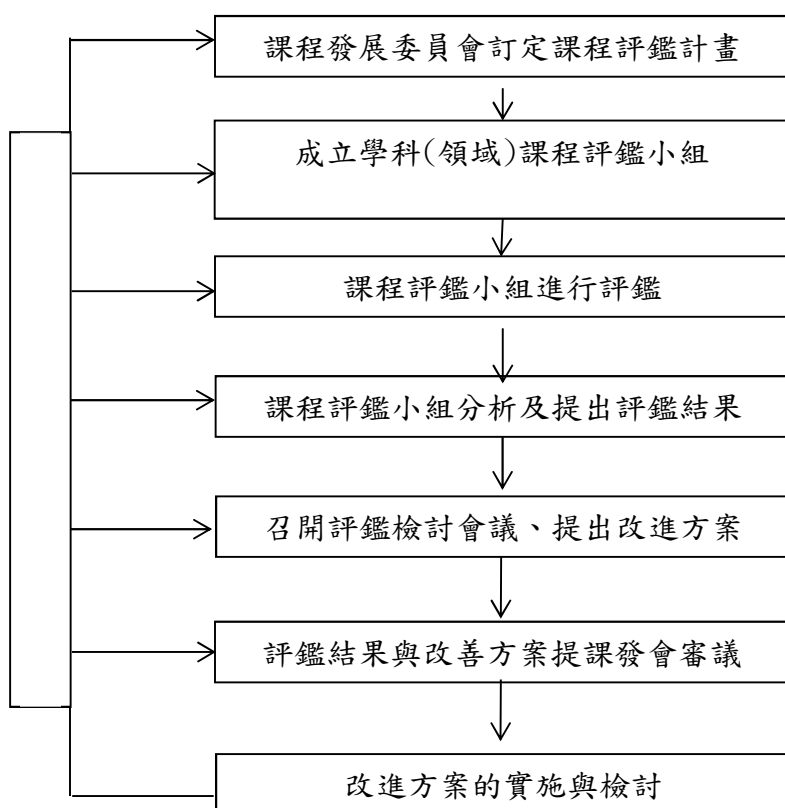 課程發展委員會訂定課程評鑑計畫
成立學科(領域)課程評鑑小組
課程評鑑小組進行評鑑
課程評鑑小組分析及提出評鑑結果
召開評鑑檢討會議、提出改進方案
評鑑結果與改善方案提課發會審議
改進方案的實施與檢討